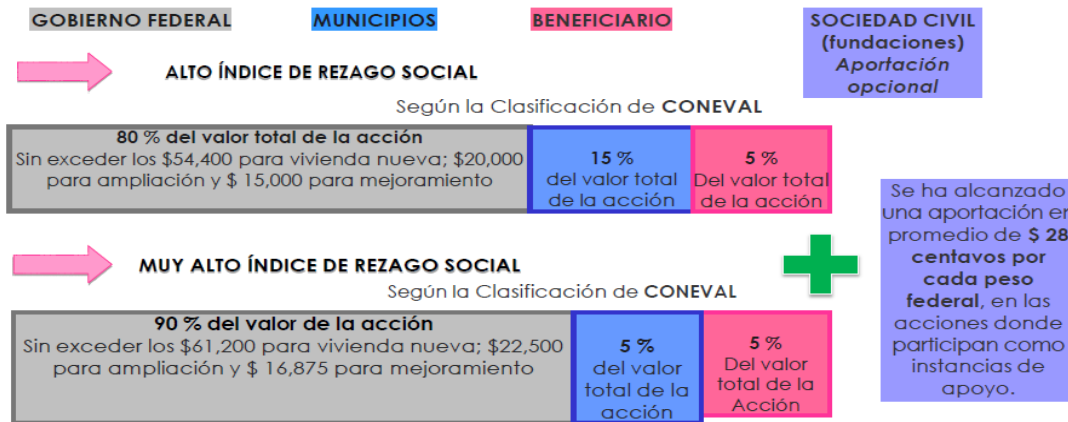 GOBIERNO FEDERAL
MUNICIPIOS
BENEFICIARIO
SOCIEDAD CIVIL
(fundaciones)
Aportación
opcional
ALTO ÍNDICE DE REZAGO SOCIAL
Según la Clasificación de CONEVAL
80 % del valor total de la acción
Sin exceder los $54,400 para vivienda nueva; $20,000
para ampliación y $ 15,000 para mejoramiento
15 %
del valor total
de la acción
5 %
Del valor total
de la acción
MUY ALTO ÍNDICE DE REZAGO SOCIAL
Según la Clasificación de CONEVAL
90 % del valor de la acción
Sin exceder los $61,200 para vivienda nueva; $22,500
para ampliación y $ 16,875 para mejoramiento
5 %
del valor
total de la
acción
5 %
Del valor
total de la
Acción
Se ha alcanzado
una aportación en
promedio de $ 28
centavos por
cada peso
federal, en las
acciones donde
participan como
instancias de
apoyo.